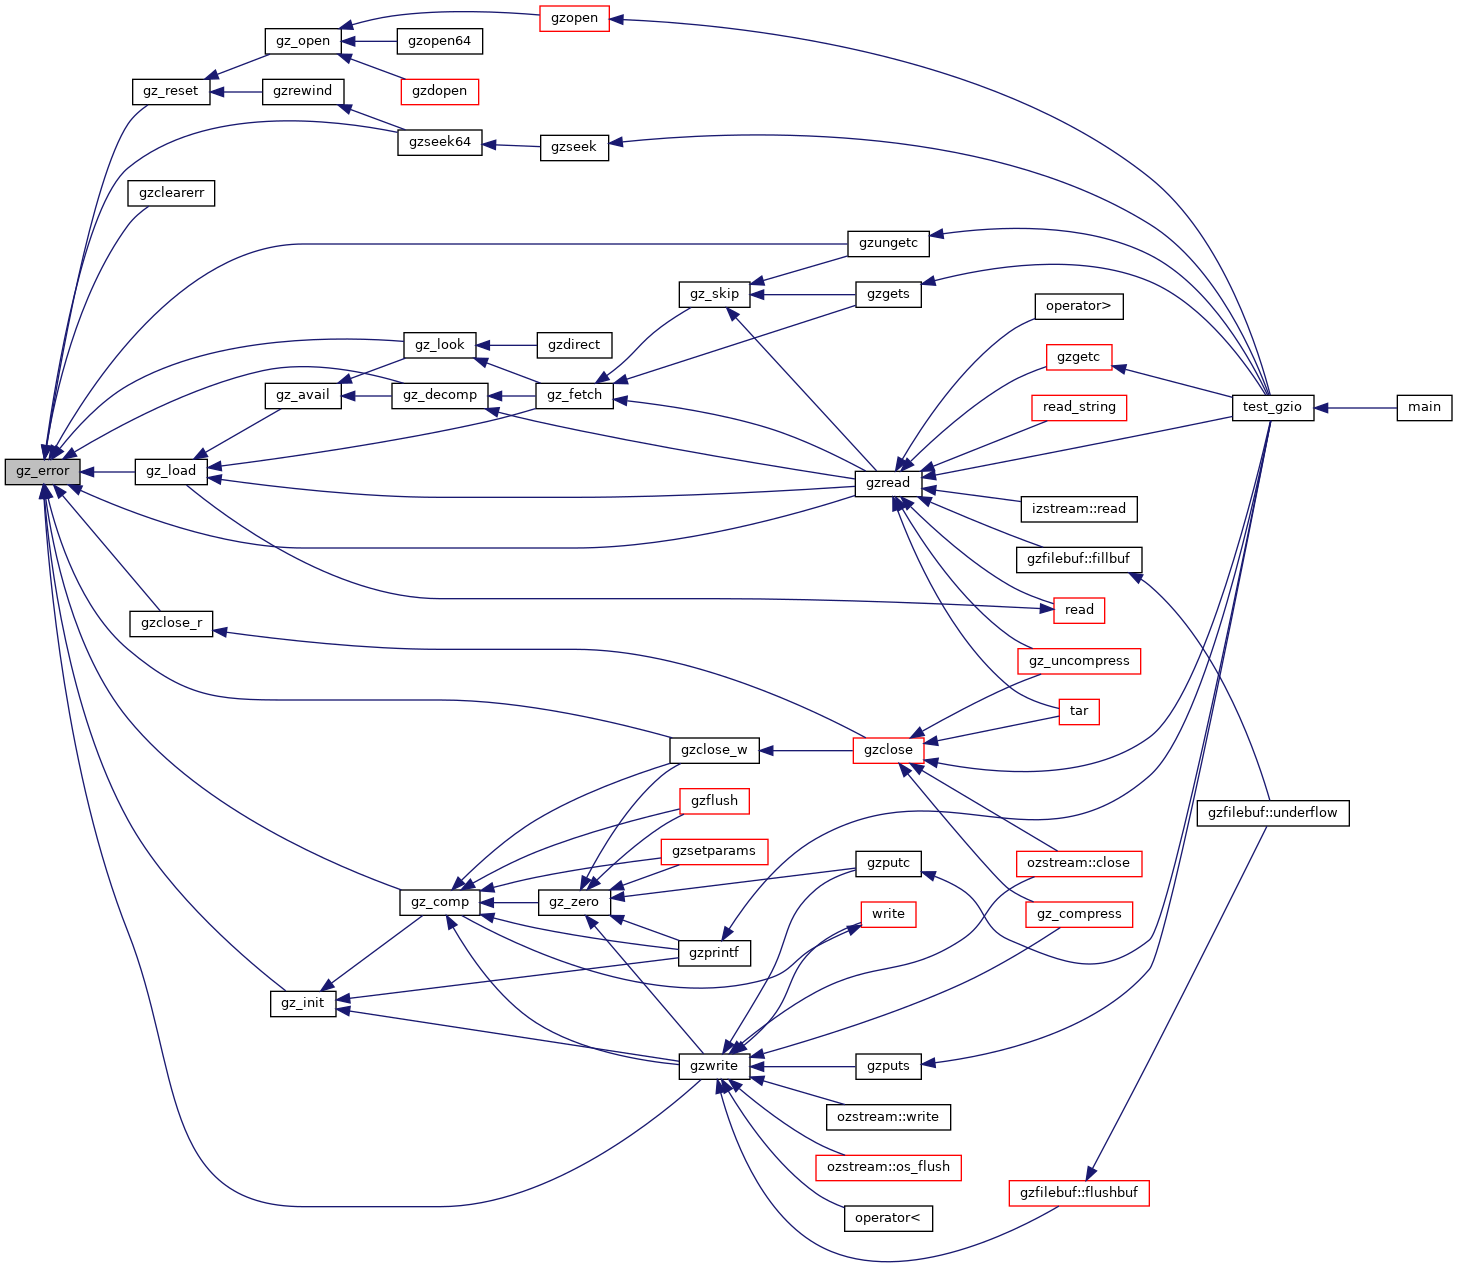 gzopen
gz_open
gzopen64
gz_reset
gzrewind
gzdopen
gzseek64
gzseek
gzclearerr
gzungetc
gz_skip
gzgets
operator>
gz_look
gzdirect
gzgetc
gz_avail
gz_decomp
gz_fetch
read_string
test_gzio
main
gz_error
gz_load
gzread
izstream::read
gzfilebuf::fillbuf
read
gzclose_r
gz_uncompress
tar
gzclose_w
gzclose
gzflush
gzfilebuf::underflow
gzsetparams
gzputc
ozstream::close
gz_comp
gz_zero
write
gz_compress
gzprintf
gz_init
gzwrite
gzputs
ozstream::write
ozstream::os_flush
gzfilebuf::flushbuf
operator<